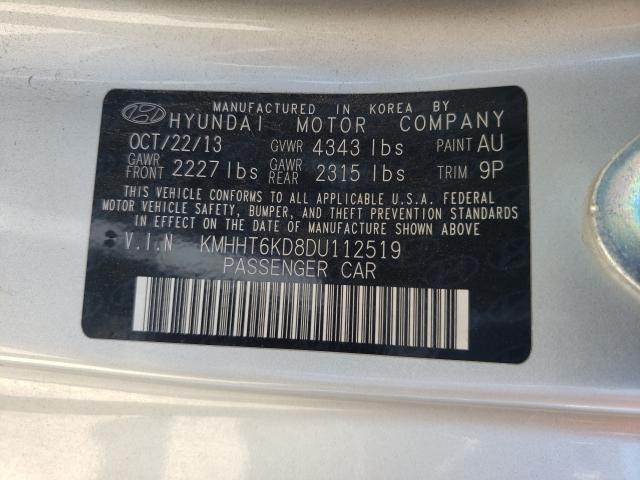 MANUFACTURED IN KOREA BY
HYUNDAI MOTOR COMPANY
OCT/22/13 GVWR 4343 lbs PAINT AU
GAWR FRONT 2227 lbs GAWR REAR 2315 lbs TRIM 9P
THIS VEHICLE CONFORMS TO ALL APPLICABLE U.S.A. FEDERAL
MOTOR VEHICLE SAFETY, BUMPER, AND THEFT PREVENTION STANDARDS
IN EFFECT ON THE DATE OF MANUFACTURE SHOWN ABOVE.
V.I.N KMHHT6KD8DU112519
PASSENGER CAR